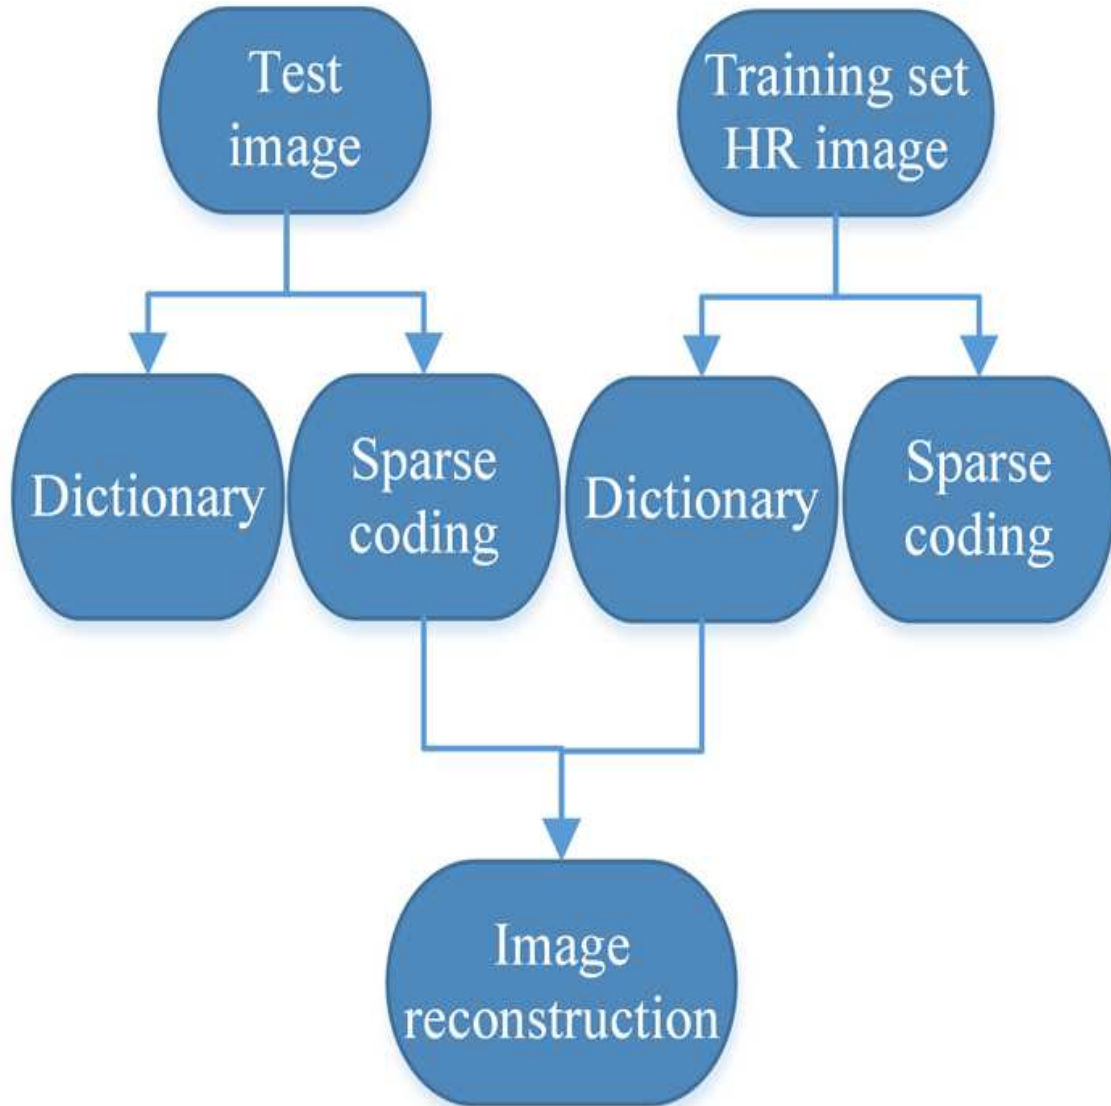 Test
image
Training set
HR image
Dictionary
Sparse
coding
Dictionary
Sparse
coding
Image
reconstruction